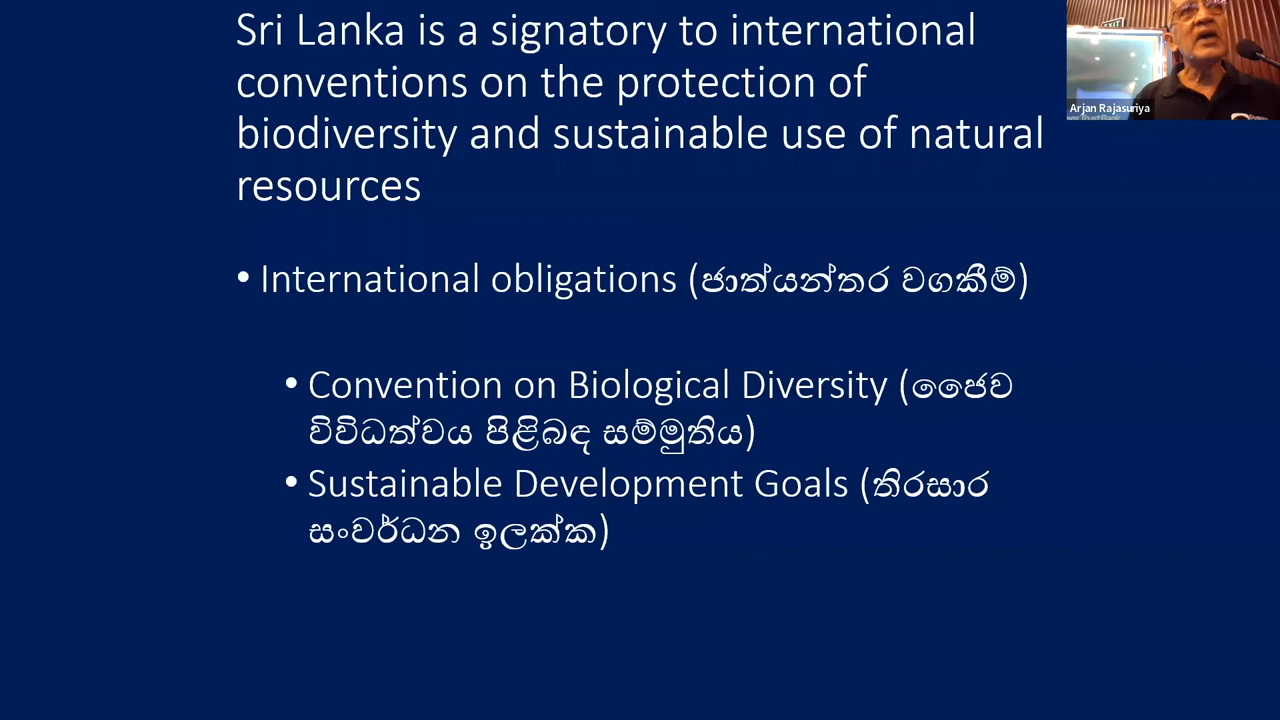 Sri Lanka is a signatory to international
conventions on the protection of
biodiversity and sustainable use of natural
resources
• International obligations (ජාත්යන්තර වගකීම්)
• Convention on Biological Diversity (ජෛව
විවිධත්වය පිළිබඳ සම්මුතිය)
• Sustainable Development Goals (තිරසාර
සංවර්ධන ඉලක්ක)
Arjan Rajasuriya